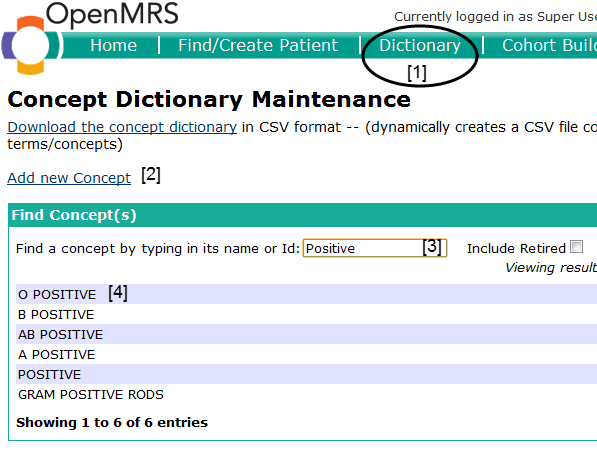 OpenMRS
Currently logged in as Super Use
Home Find/Create Patient Dictionary Cohort Build
[1]
Concept Dictionary Maintenance
Download the concept dictionary in CSV format -- (dynamically creates a CSV file co
terms/concepts)
Add new Concept [2]
Find Concept(s)
Find a concept by typing in its name or Id: Positive [3] Include Retired
Viewing result
O POSITIVE [4]
B POSITIVE
AB POSITIVE
A POSITIVE
POSITIVE
GRAM POSITIVE RODS
Showing 1 to 6 of 6 entries